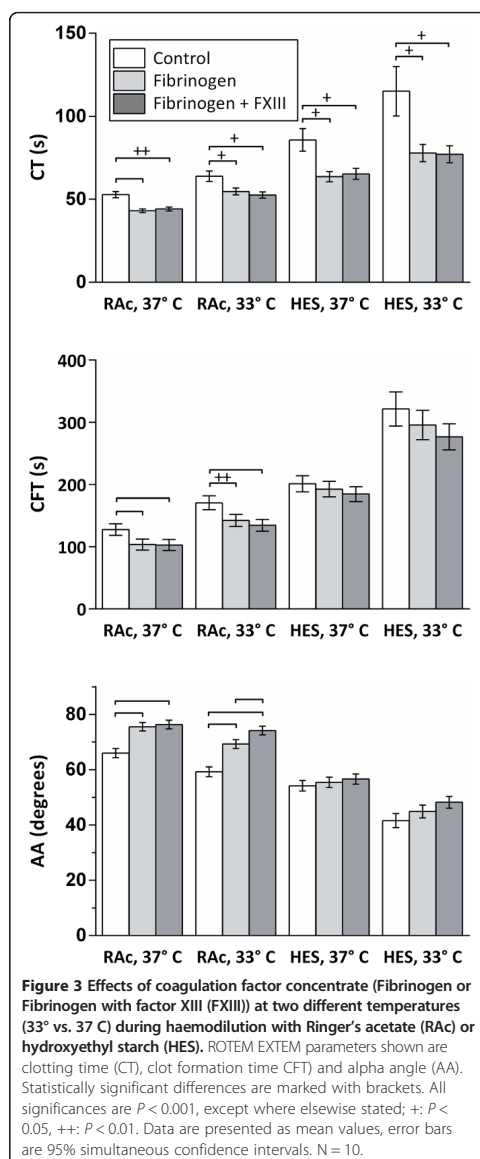 150
100
50
0
CT (s)
Control
Fibrinogen
Fibrinogen + FXIII
++
+
+
+
+
+
+
RAc, 37° C RAc, 33° C HES, 37° C HES, 33° C
400
300
200
100
0
CFT (s)
++
RAc, 37° C RAc, 33° C HES, 37° C HES, 33° C
80
60
40
20
0
AA (degrees)
RAc, 37° C RAc, 33° C HES, 37° C HES, 33° C
Figure 3 Effects of coagulation factor concentrate (Fibrinogen or
Fibrinogen with factor XIII (FXIII)) at two different temperatures
(33° vs. 37 C) during haemodilution with Ringer's acetate (RAc) or
hydroxyethyl starch (HES). ROTEM EXTEM parameters shown are
clotting time (CT), clot formation time CFT) and alpha angle (AA).
Statistically significant differences are marked with brackets. All
significances are P < 0.001, except where elsewise stated; +: P <
0.05, ++: P < 0.01. Data are presented as mean values, error bars
are 95% simultaneous confidence intervals. N = 10.